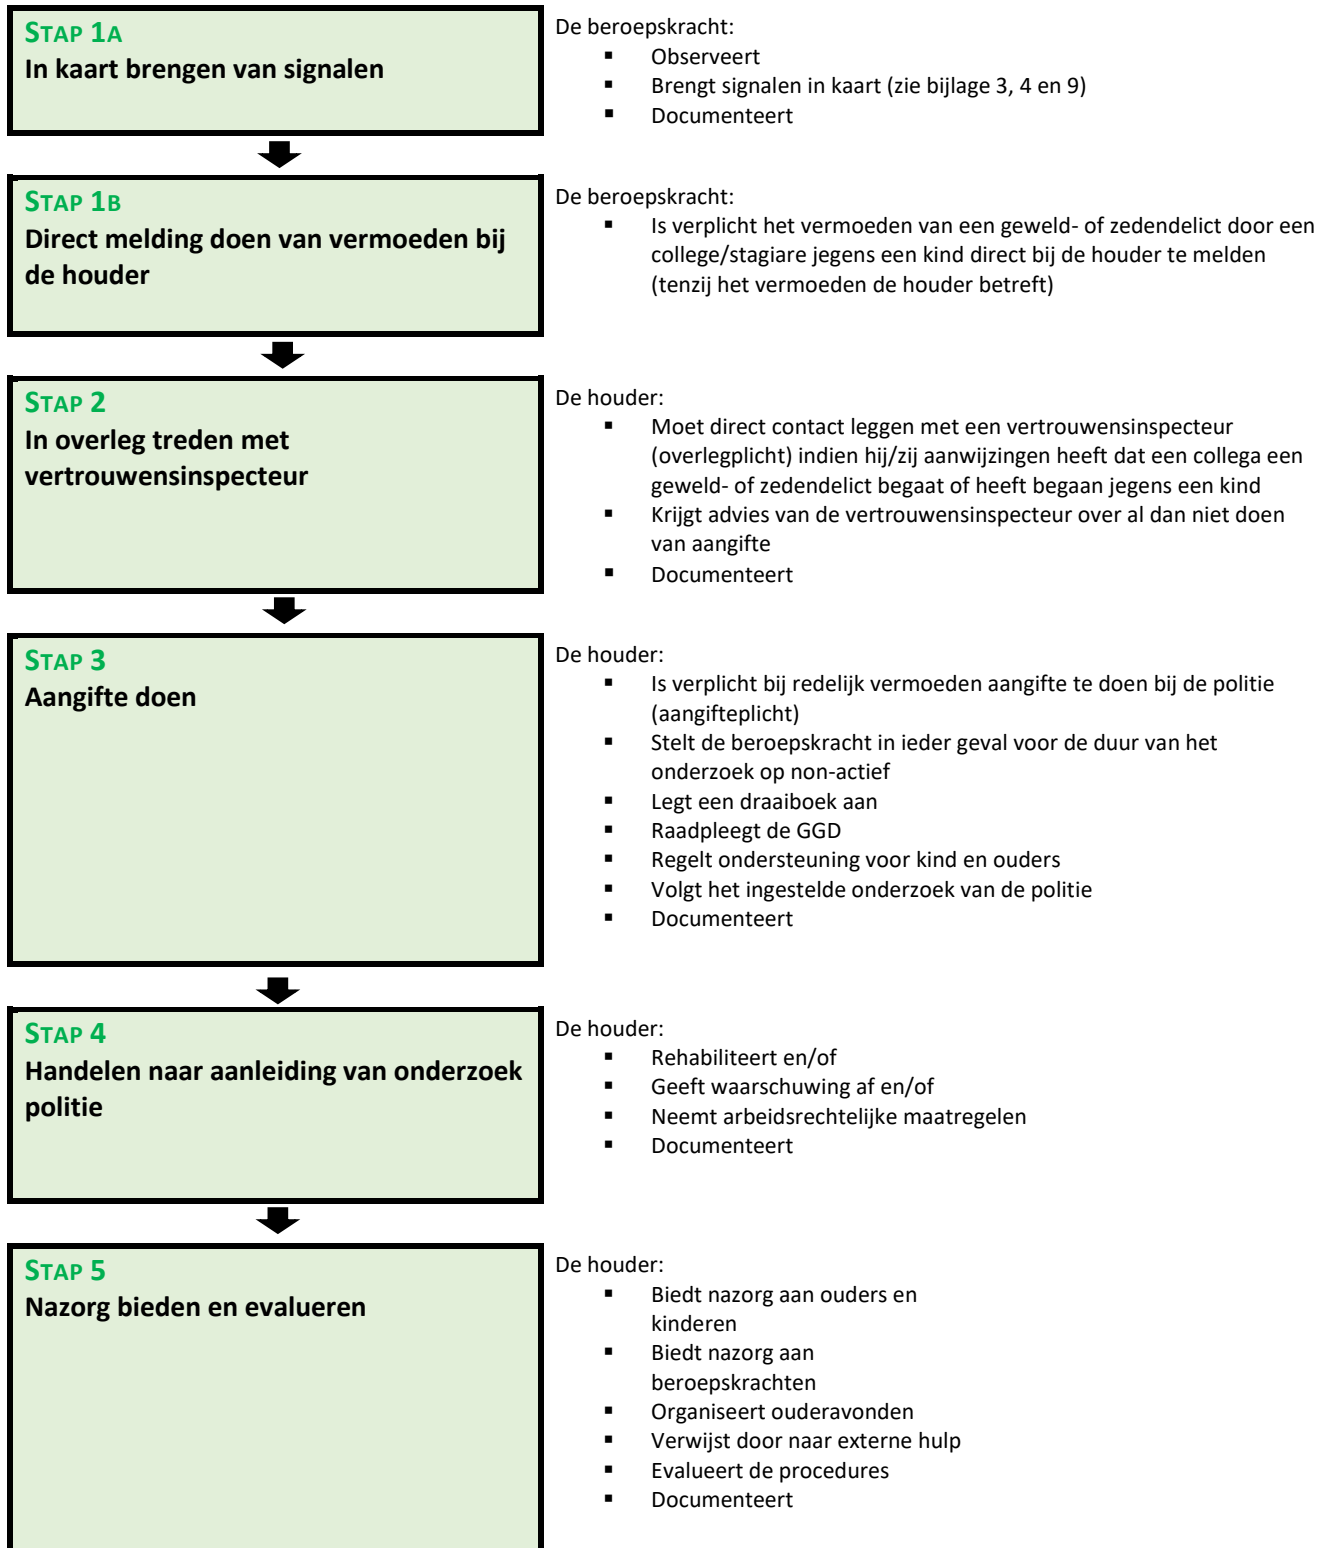 STAP 1A
In kaart brengen van signalen
De beroepskracht:
▪ Observeert
▪ Brengt signalen in kaart (zie bijlage 3, 4 en 9)
▪ Documenteert
STAP 1B
Direct melding doen van vermoeden bij
de houder
De beroepskracht:
▪ Is verplicht het vermoeden van een geweld- of zedendelict door een
college/stagiare jegens een kind direct bij de houder te melden
(tenzij het vermoeden de houder betreft)
STAP 2
In overleg treden met
vertrouwensinspecteur
De houder:
▪ Moet direct contact leggen met een vertrouwensinspecteur
(overlegplicht) indien hij/zij aanwijzingen heeft dat een collega een
geweld- of zedendelict begaat of heeft begaan jegens een kind
▪ Krijgt advies van de vertrouwensinspecteur over al dan niet doen
van aangifte
▪ Documenteert
STAP 3
Aangifte doen
De houder:
▪ Is verplicht bij redelijk vermoeden aangifte te doen bij de politie
(aangifteplicht)
▪ Stelt de beroepskracht in ieder geval voor de duur van het
onderzoek op non-actief
▪ Legt een draaiboek aan
▪ Raadpleegt de GGD
▪ Regelt ondersteuning voor kind en ouders
▪ Volgt het ingestelde onderzoek van de politie
▪ Documenteert
STAP 4
Handelen naar aanleiding van onderzoek
politie
De houder:
▪ Rehabiliteert en/of
▪ Geeft waarschuwing af en/of
▪ Neemt arbeidsrechtelijke maatregelen
▪ Documenteert
STAP 5
Nazorg bieden en evalueren
De houder:
▪ Biedt nazorg aan ouders en
kinderen
▪ Biedt nazorg aan
beroepskrachten
▪ Organiseert ouderavonden
▪ Verwijst door naar externe hulp
▪ Evalueert de procedures
▪ Documenteert